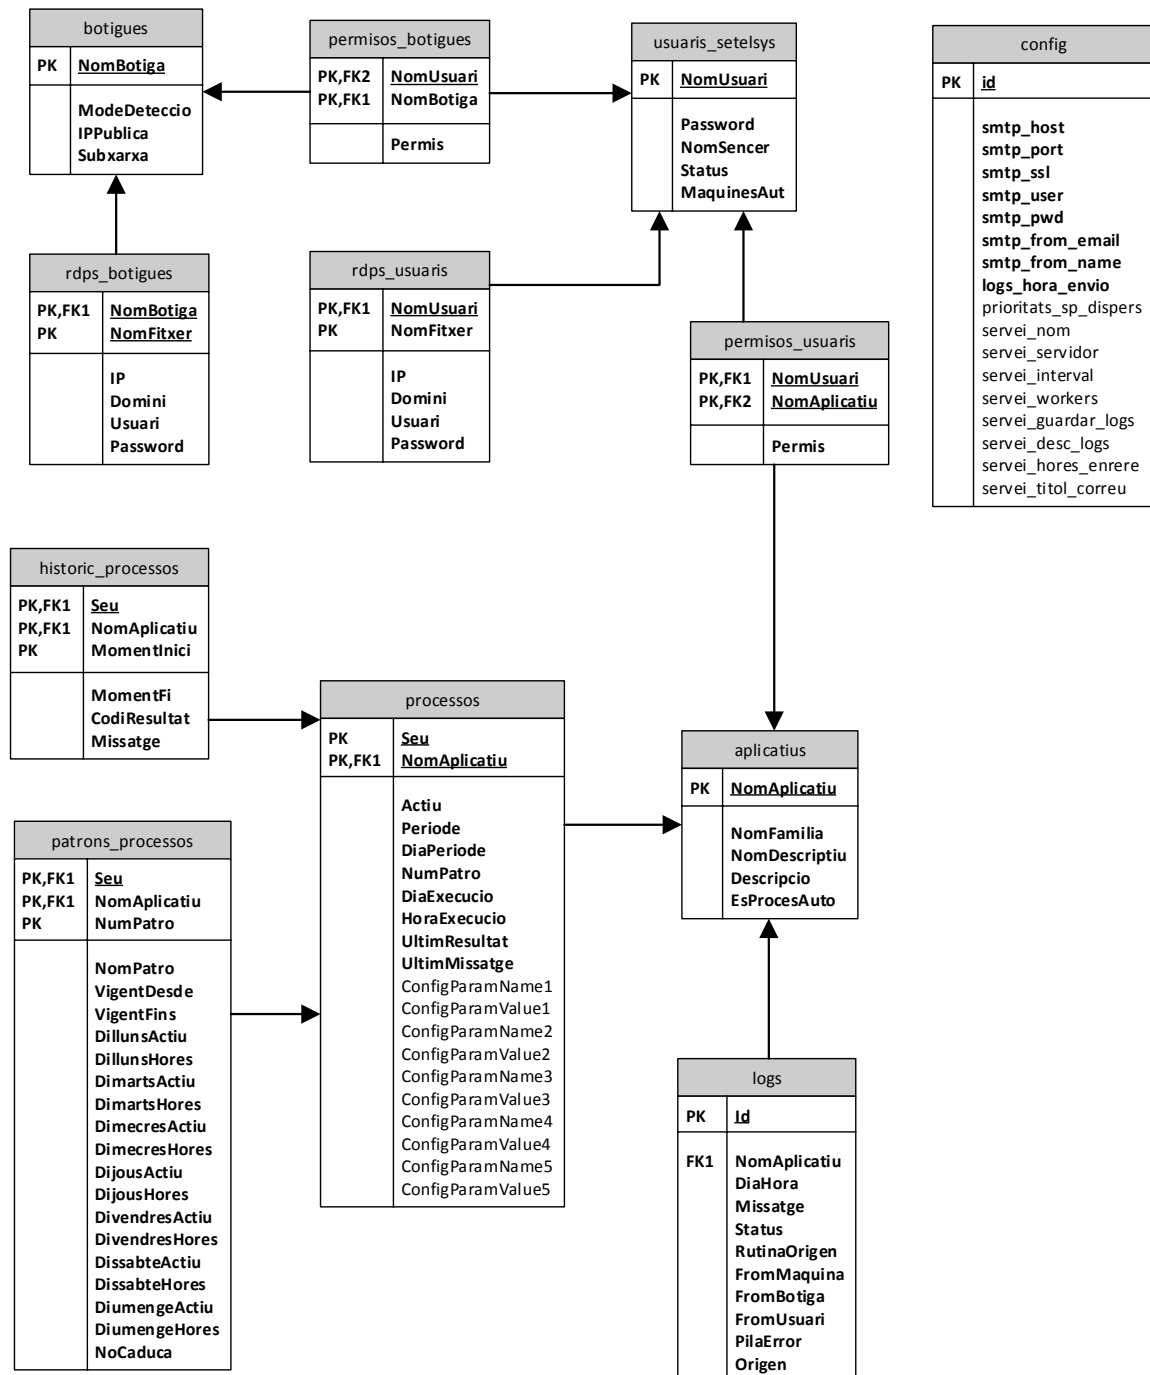 botigues
PK NomBotiga
ModeDeteccio
IPPublica
Subxarxa
permisos_botigues
PK,FK2 NomUsuari
PK,FK1 NomBotiga
Permis
usuaris_setelsys
PK NomUsuari
Password
NomSencer
Status
MaquinesAut
config
PK id
smtp_host
smtp_port
smtp_ssl
smtp_user
smtp_pwd
smtp_from_email
smtp_from_name
logs_hora_envio
prioritats_sp_dispers
servei_nom
servei_servidor
servei_interval
servei_workers
servei_guardar_logs
servei_desc_logs
servei_hores_enrere
servei_titol_correu
rdps_botigues
PK,FK1 NomBotiga
PK NomFitxer
IP
Domini
Usuari
Password
rdps_usuaris
PK,FK1 NomUsuari
PK NomFitxer
IP
Domini
Usuari
Password
permisos_usuaris
PK,FK1 NomUsuari
PK,FK2 NomAplicatiu
Permis
historic_processos
PK,FK1 Seu
PK,FK1 NomAplicatiu
PK MomentInici
MomentFi
CodiResultat
Missatge
processos
PK Seu
PK,FK1 NomAplicatiu
Actiu
Periode
DiaPeriode
NumPatro
DiaExecucio
HoraExecucio
UltimResultat
UltimMissatge
ConfigParamName1
ConfigParamValue1
ConfigParamName2
ConfigParamValue2
ConfigParamName3
ConfigParamValue3
ConfigParamName4
ConfigParamValue4
ConfigParamName5
ConfigParamValue5
aplicatius
PK NomAplicatiu
NomFamilia
NomDescriptiu
Descripcio
EsProcesAuto
patrons_processos
PK,FK1 Seu
PK,FK1 NomAplicatiu
PK NumPatro
NomPatro
VigentDesde
VigentFins
DillunsActiu
DillunsHores
DimartsActiu
DimartsHores
DimecresActiu
DimecresHores
DijousActiu
DijousHores
DivendresActiu
DivendresHores
DissabteActiu
DissabteHores
DiumengeActiu
DiumengeHores
NoCaduca
logs
PK Id
FK1 NomAplicatiu
DiaHora
Missatge
Status
RutinaOrigen
FromMaquina
FromBotiga
FromUsuari
PilaError
Origen